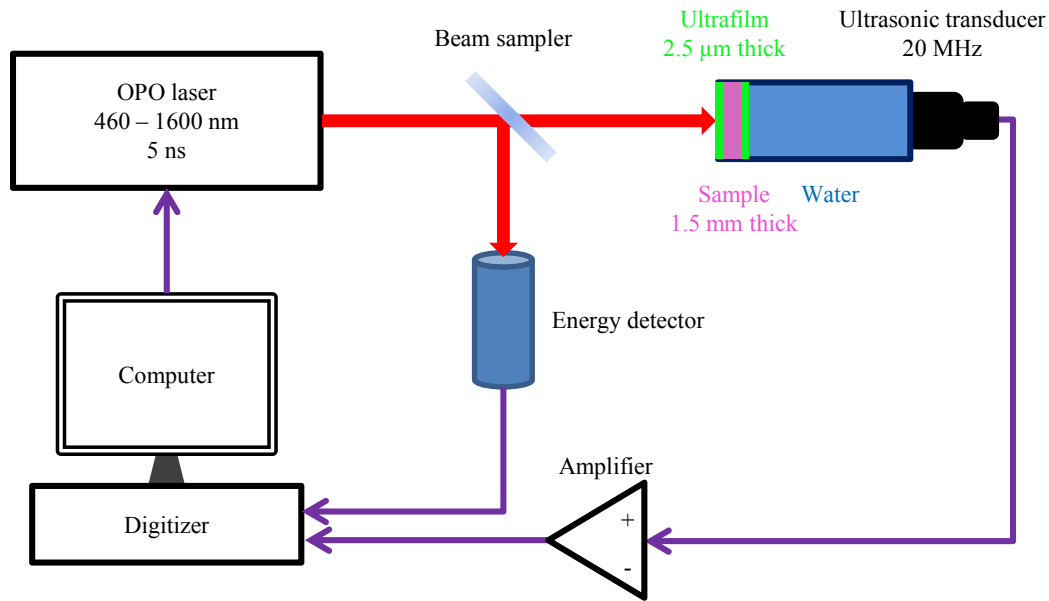 Beam sampler
Ultrafilm
2.5 µm thick
Ultrasonic transducer
20 MHz
OPO laser
460 – 1600 nm
5 ns
Sample
1.5 mm thick
Water
Energy detector
Computer
Amplifier
+
-
Digitizer